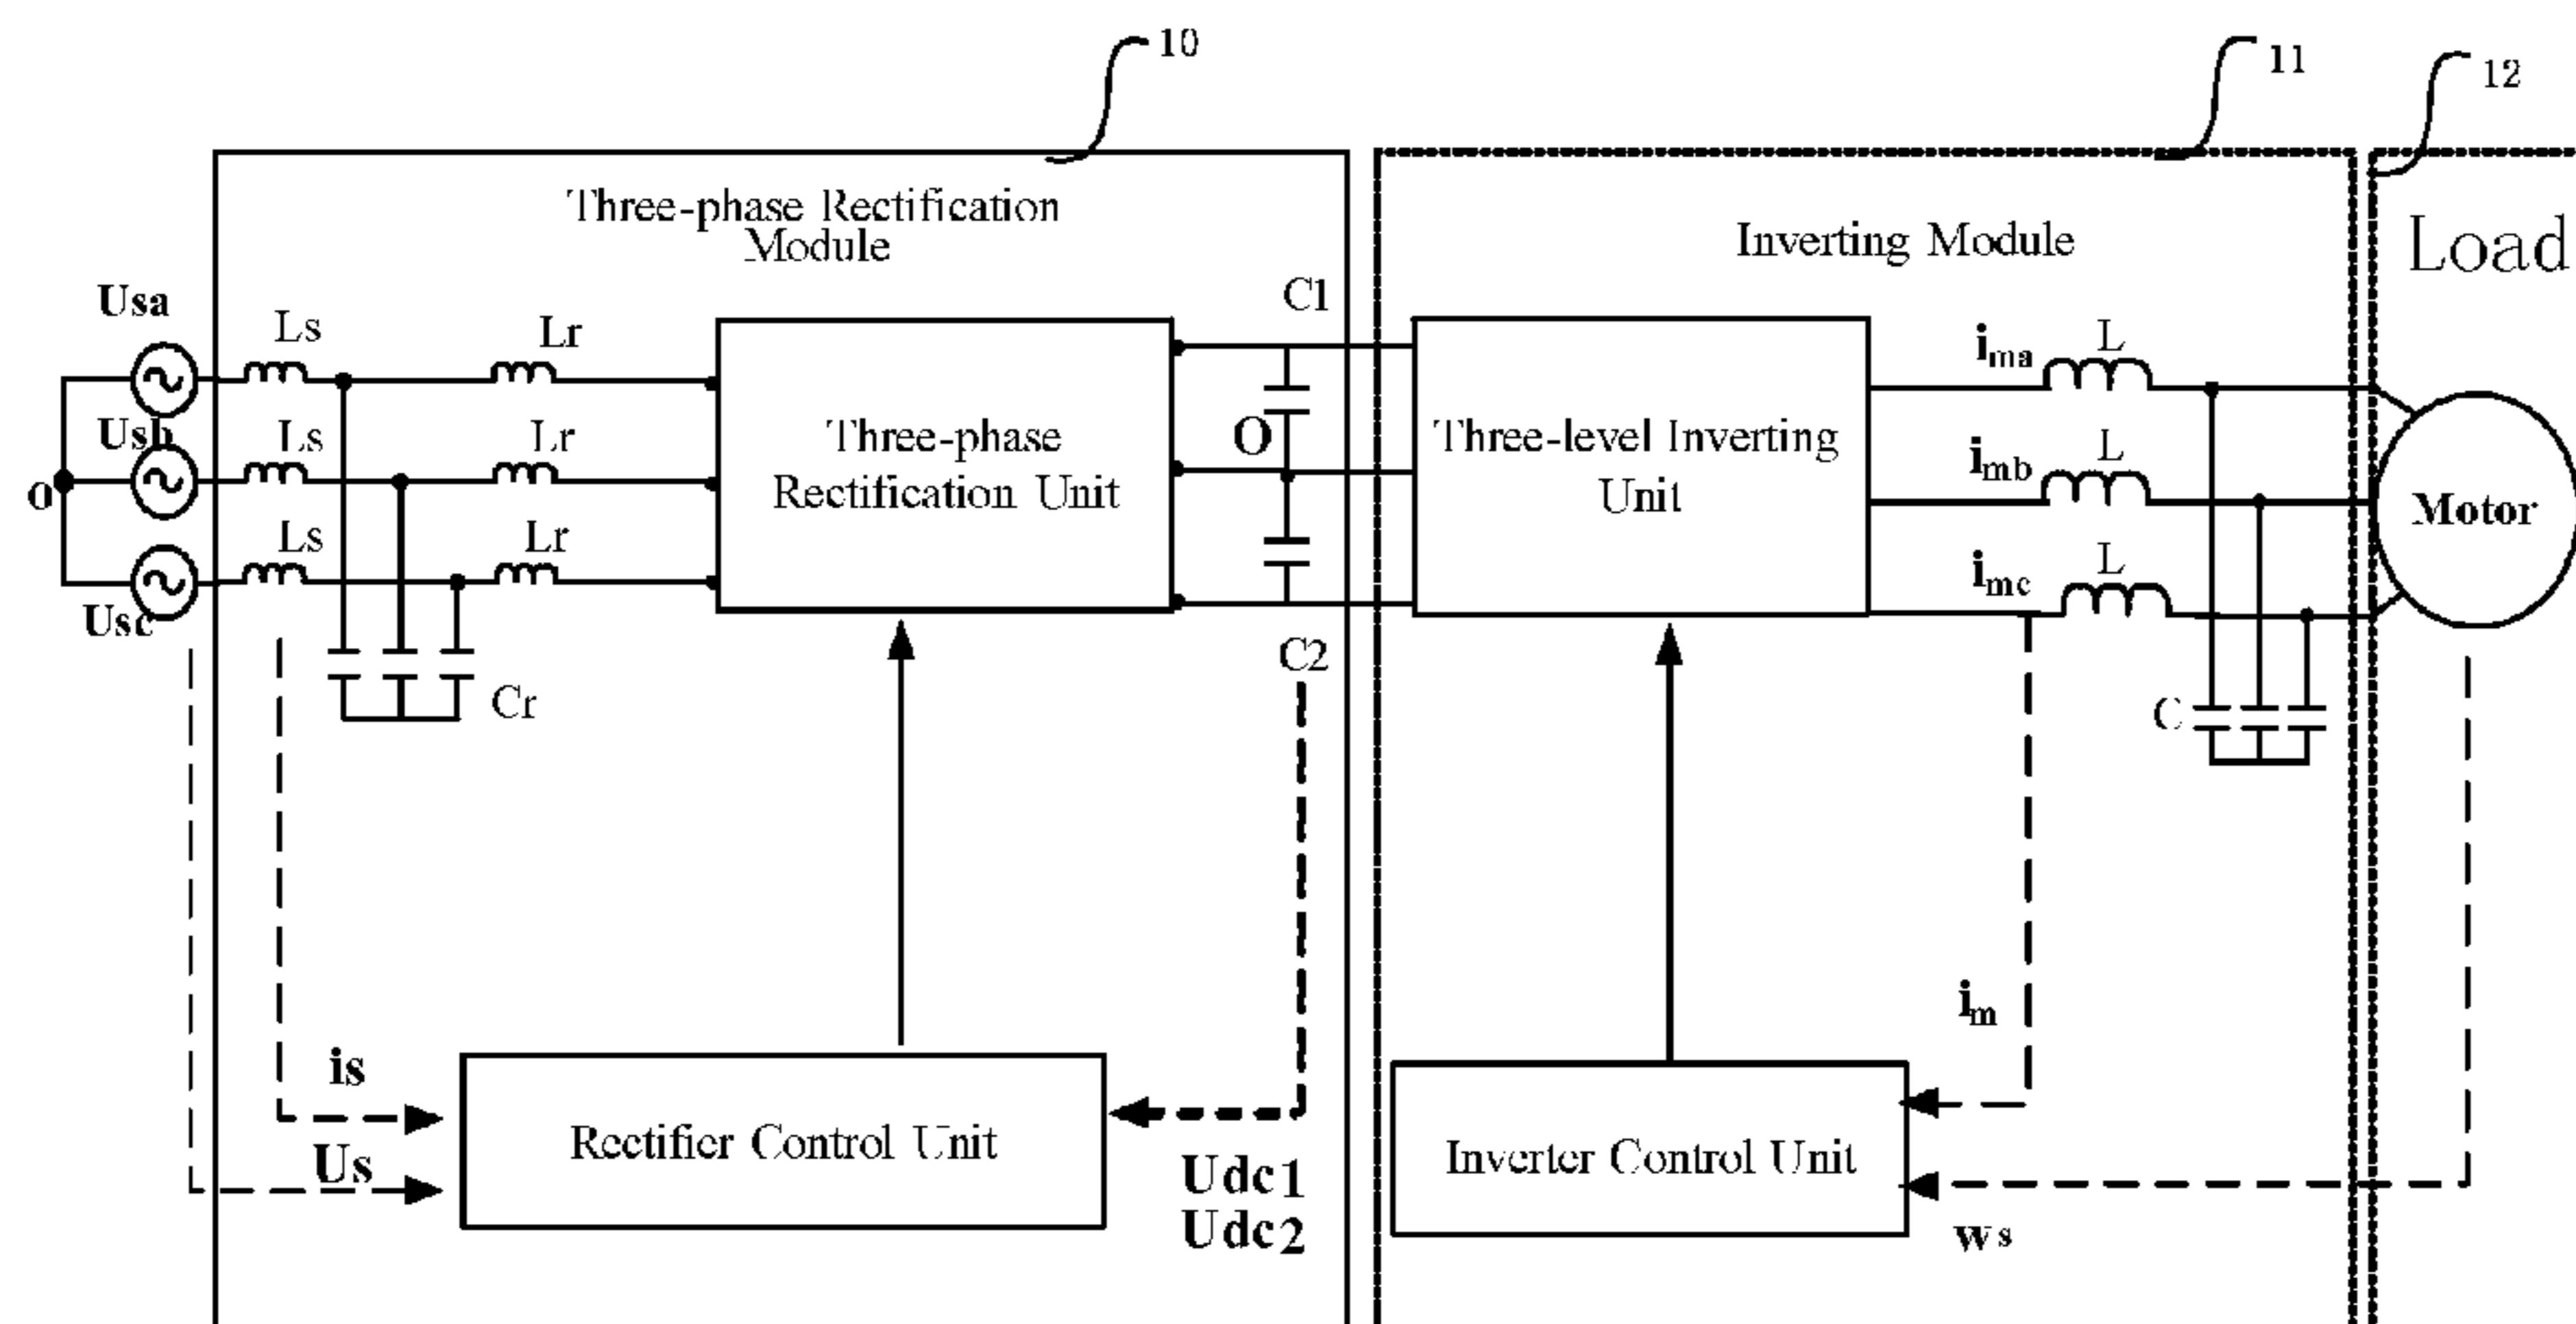 10
11
12
Three-phase Rectification
Module
Inverting Module
Load
Usa
Ls
Lr
C1
ima
L
Usb
Ls
Lr
Three-phase
Rectification Unit
O
Three-level Inverting
Unit
imb
L
Motor
o
Ls
Lr
imc
L
Usc
C2
Cr
C
im
is
Us
Rectifier Control Unit
Udc1
Udc2
Inverter Control Unit
ws